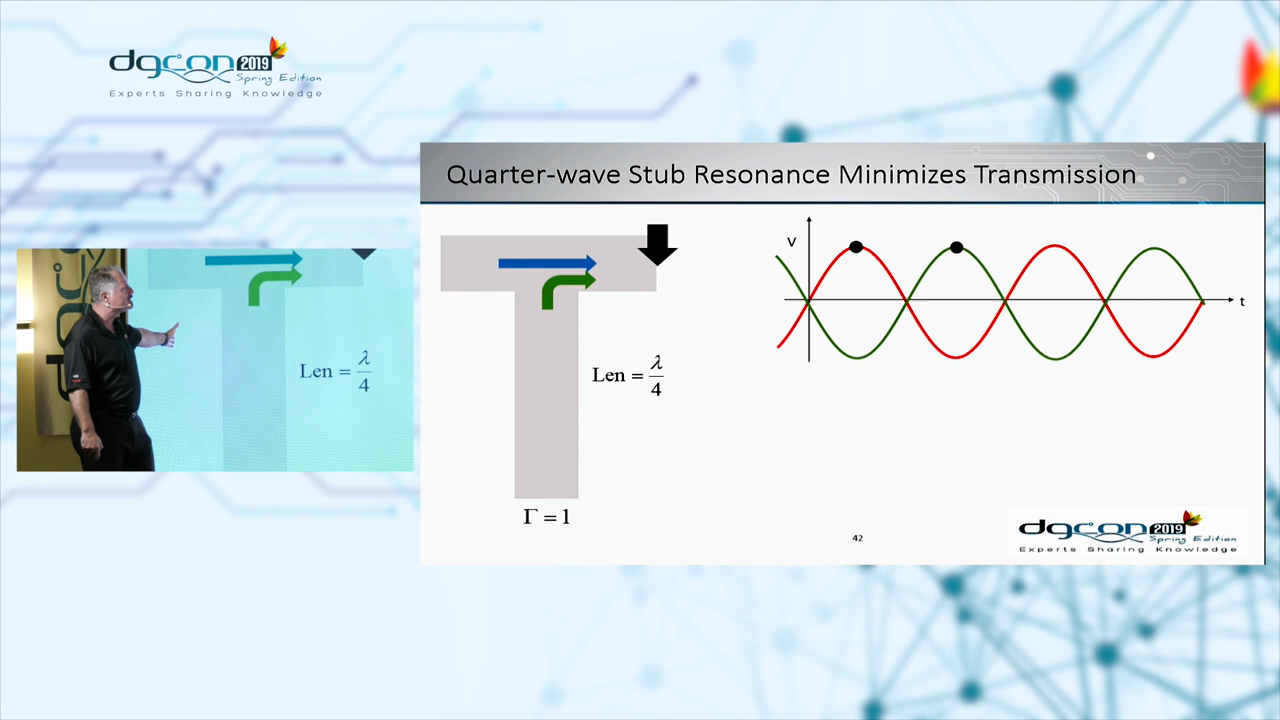 dgcon 2019
Spring Edition
Experts Sharing Knowledge
Quarter-wave Stub Resonance Minimizes Transmission
V
t
Len = λ/4
Γ = 1
Len = λ/4
42
dgcon 2019
Spring Edition
Experts Sharing Knowledge